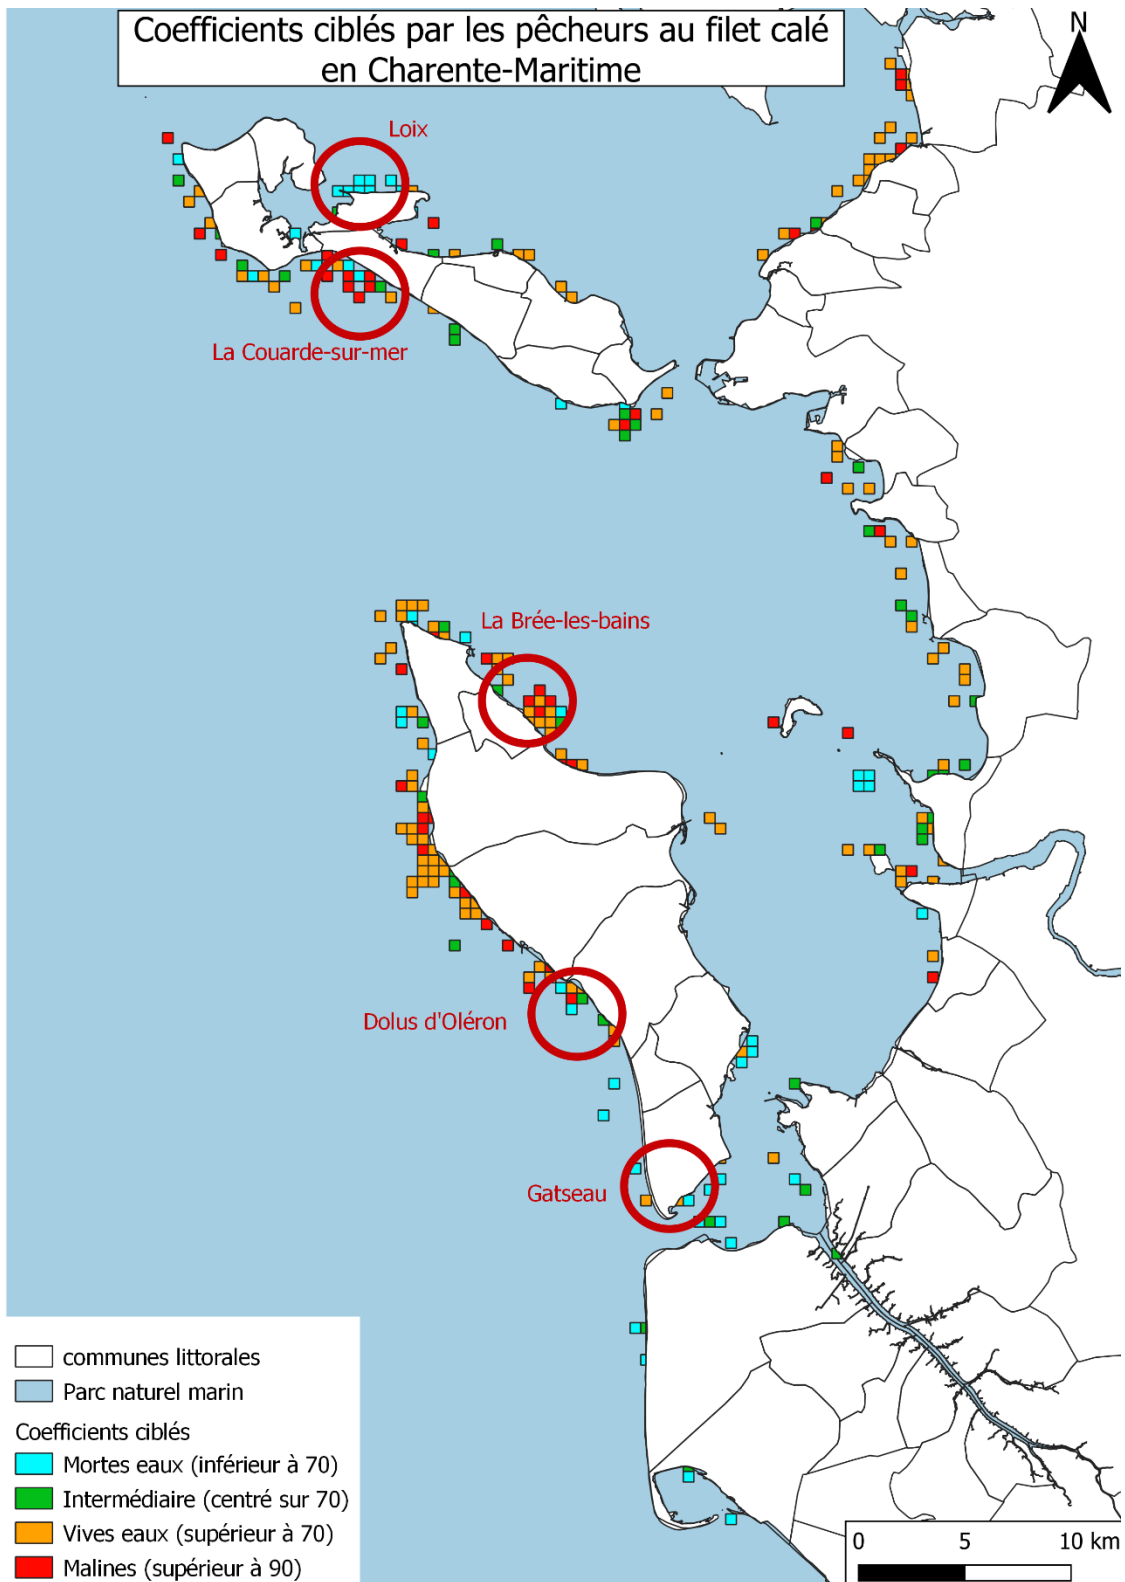 Coefficients ciblés par les pêcheurs au filet calé
en Charente-Maritime
N
Loix
La Couarde-sur-mer
La Brée-les-bains
Dolus d'Oléron
Gatseau
communes littorales
Parc naturel marin
Coefficients ciblés
Mortes eaux (inférieur à 70)
Intermédiaire (centré sur 70)
Vives eaux (supérieur à 70)
Malines (supérieur à 90)
0 5 10 km